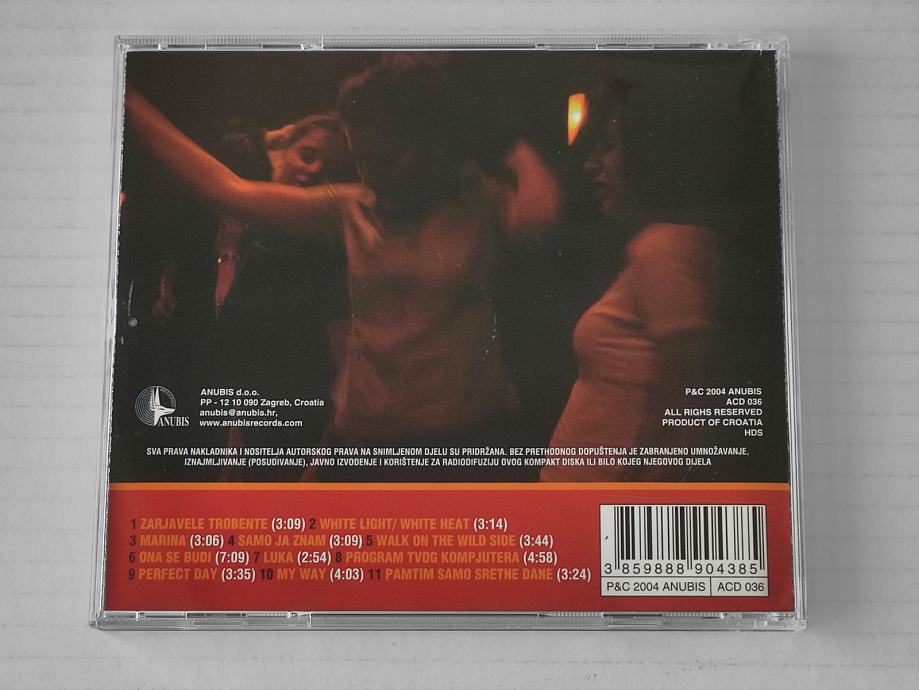 ANUBIS
ANUBIS d.o.o.
PP - 12 10 090 Zagreb, Croatia
anubis@anubis.hr,
www.anubisrecords.com
P&C 2004 ANUBIS
ACD 036
ALL RIGHS RESERVED
PRODUCT OF CROATIA
HDS
SVA PRAVA NAKLADNIKA I NOSITELJA AUTORSKOG PRAVA NA SNIMLJENOM DJELU SU PRIDRŽANA. BEZ PRETHODNOG DOPUŠTENJA JE ZABRANJENO UMNOŽAVANJE,
IZNAJMLJIVANJE (POSUDIVANJE), JAVNO IZVOĐENJE I KORIŠTENJE ZA RADIODIFUZIJU OVOG KOMPAKT DISKA ILI BILO KOJEG NJEGOVOG DIJELA
1 ZARJAVELE TROBENTE (3:09) 2 WHITE LIGHT/ WHITE HEAT (3:14)
3 MARINA (3:06) 4 SAMO JA ZNAM (3:09) 5 WALK ON THE WILD SIDE (3:44)
6 ONA SE BUDI (7:09) 7 LUKA (2:54) 8 PROGRAM TVOG KOMPJUTERA (4:58)
9 PERFECT DAY (3:35) 10 MY WAY (4:03) 11 PAMTIM SAMO SRETNE DANE (3:24)
3 859888 904385
P&C 2004 ANUBIS ACD 036